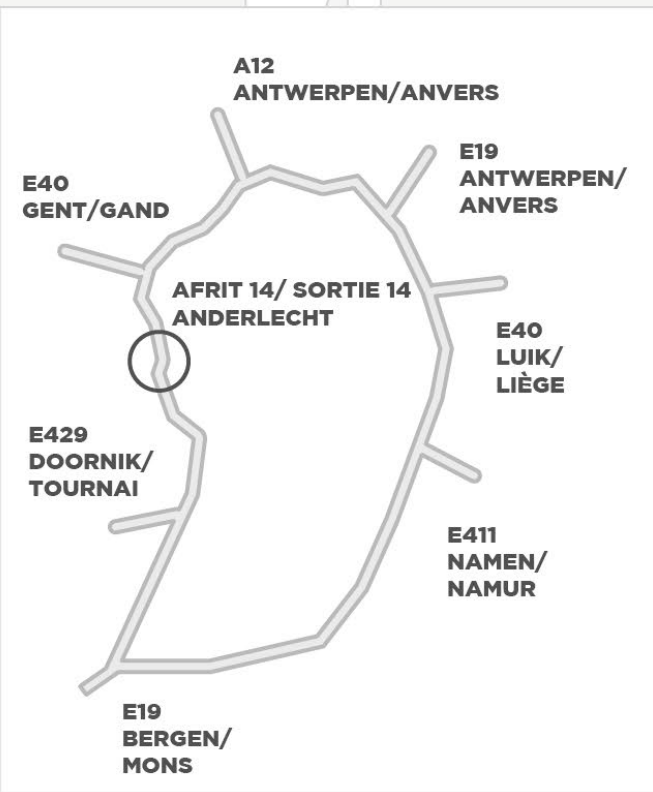 A12
ANTWERPEN/ANVERS
E19
ANTWERPEN/
ANVERS
E40
GENT/GAND
AFRIT 14/ SORTIE 14
ANDERLECHT
E40
LUIK/
LIÈGE
E429
DOORNIK/
TOURNAI
E411
NAMEN/
NAMUR
E19
BERGEN/
MONS